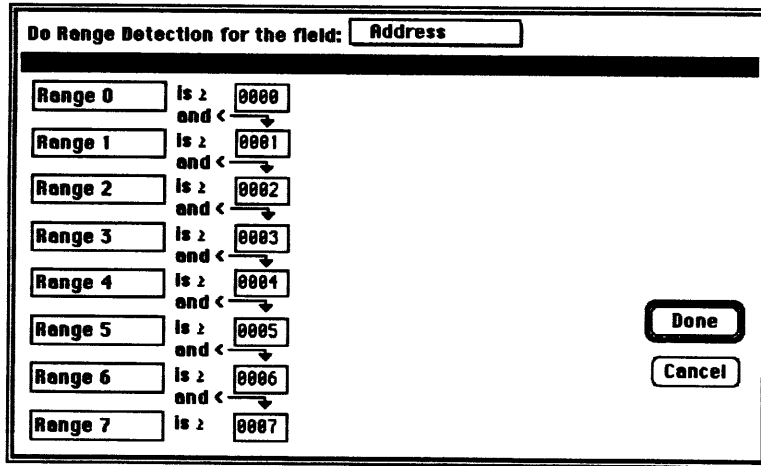 Do Range Detection for the field: Address
Range 0 is ≥ 0000
and <
Range 1 is ≥ 0001
and <
Range 2 is ≥ 0002
and <
Range 3 is ≥ 0003
and <
Range 4 is ≥ 0004
and <
Range 5 is ≥ 0005
and <
Range 6 is ≥ 0006
and <
Range 7 is ≥ 0007
Done
Cancel